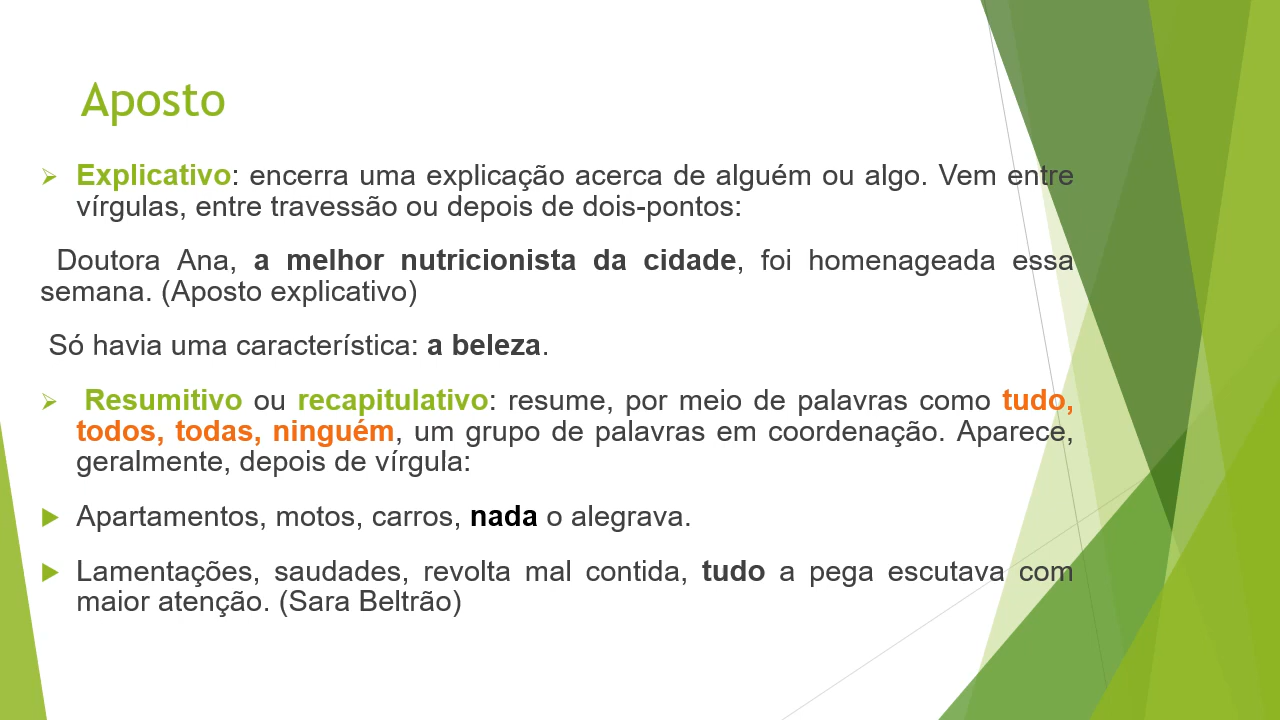 Aposto
Explicativo: encerra uma explicação acerca de alguém ou algo. Vem entre
vírgulas, entre travessão ou depois de dois-pontos:
Doutora Ana, a melhor nutricionista da cidade, foi homenageada essa
semana. (Aposto explicativo)
Só havia uma característica: a beleza.
Resumitivo ou recapitulativo: resume, por meio de palavras como tudo,
todos, todas, ninguém, um grupo de palavras em coordenação. Aparece,
geralmente, depois de vírgula:
Apartamentos, motos, carros, nada o alegrava.
Lamentações, saudades, revolta mal contida, tudo a pega escutava com
maior atenção. (Sara Beltrão)